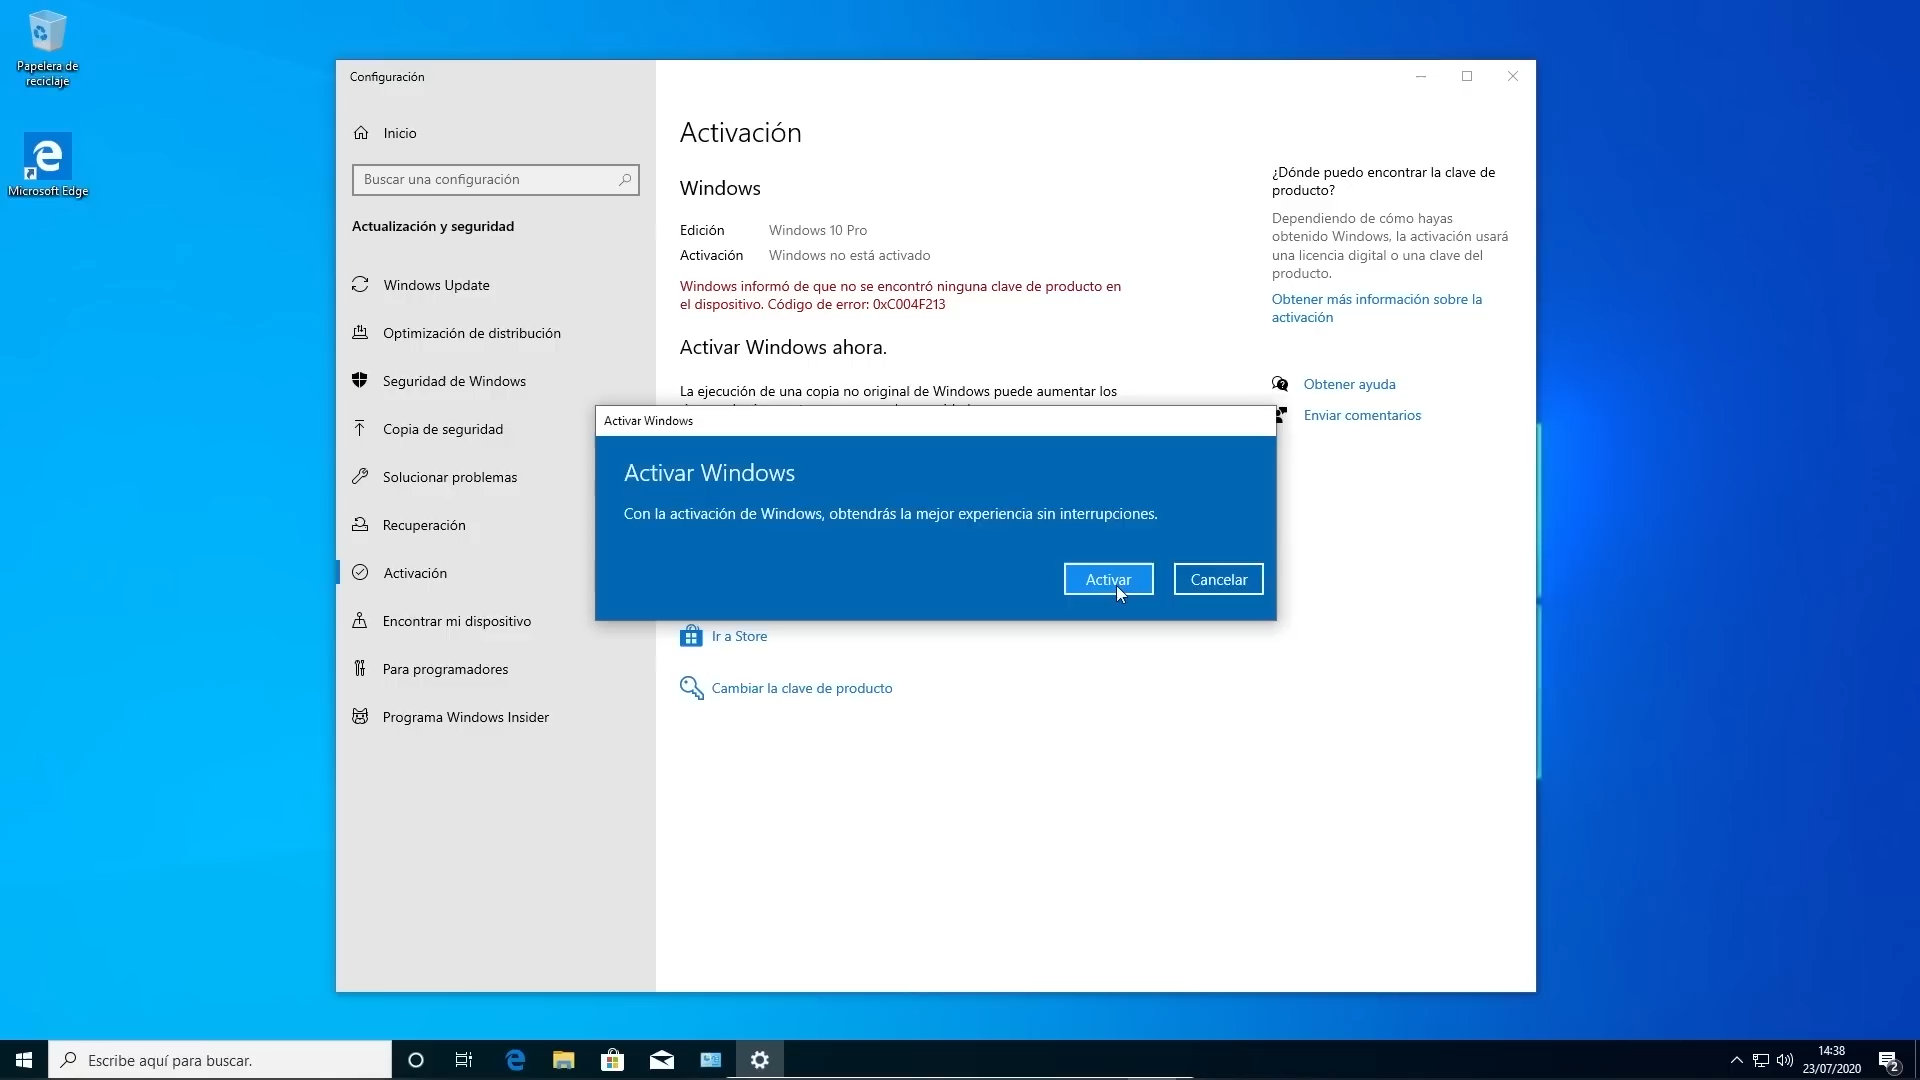 Papelera de
reciclaje
Microsoft Edge
Configuración
Inicio
Buscar una configuración
Actualización y seguridad
Windows Update
Optimización de distribución
Seguridad de Windows
Copia de seguridad
Solucionar problemas
Recuperación
Activación
Encontrar mi dispositivo
Para programadores
Programa Windows Insider
Activación
Windows
Edición Windows 10 Pro
Activación Windows no está activado
Windows informó de que no se encontró ninguna clave de producto en
el dispositivo. Código de error: 0xC004F213
Activar Windows ahora.
La ejecución de una copia no original de Windows puede aumentar los
Activar Windows
Activar Windows
Con la activación de Windows, obtendrás la mejor experiencia sin interrupciones.
Activar Cancelar
Ir a Store
Cambiar la clave de producto
¿Dónde puedo encontrar la clave de
producto?
Dependiendo de cómo hayas
obtenido Windows, la activación usará
una licencia digital o una clave del
producto.
Obtener más información sobre la
activación
Obtener ayuda
Enviar comentarios
Escribe aquí para buscar.
14:38
23/07/2020
2